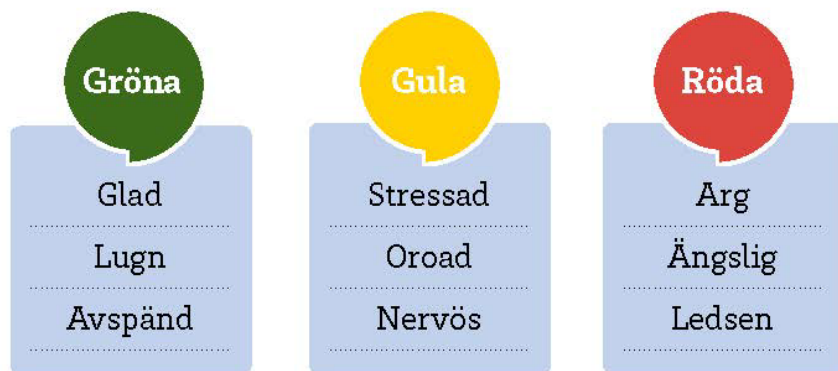 Gröna
Glad
Lugn
Avspänd
Gula
Stressad
Oroad
Nervös
Röda
Arg
Ängslig
Ledsen